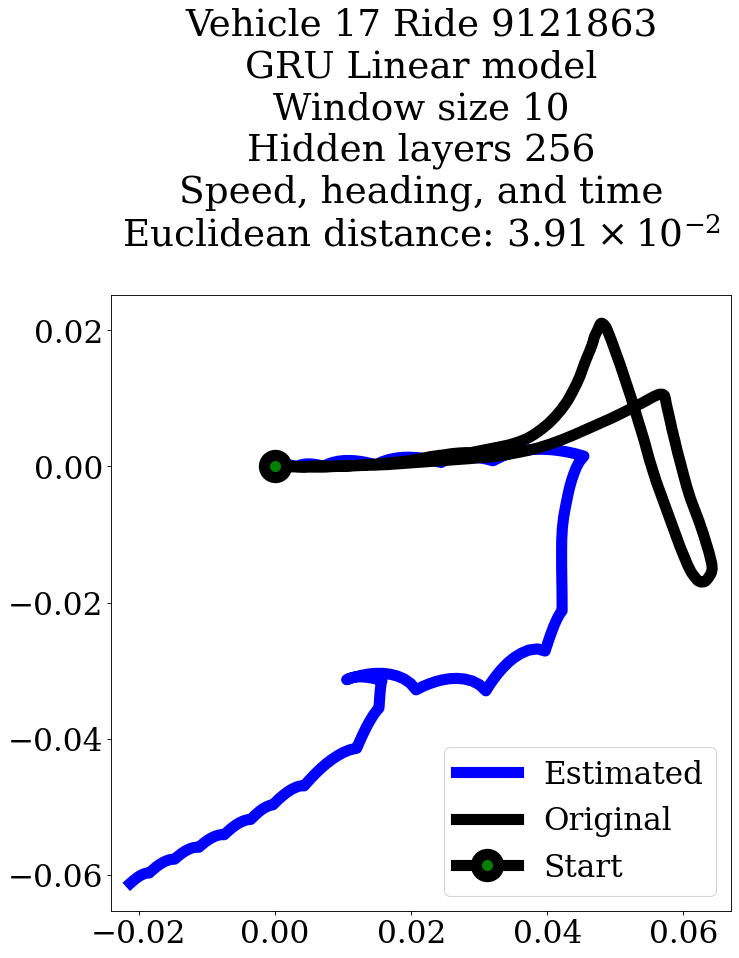 Vehicle 17 Ride 9121863
GRU Linear model
Window size 10
Hidden layers 256
Speed, heading, and time
Euclidean distance: 3.91 × 10⁻²
0.02
0.00
−0.02
−0.04
−0.06
Estimated
Original
Start
−0.02 0.00 0.02 0.04 0.06